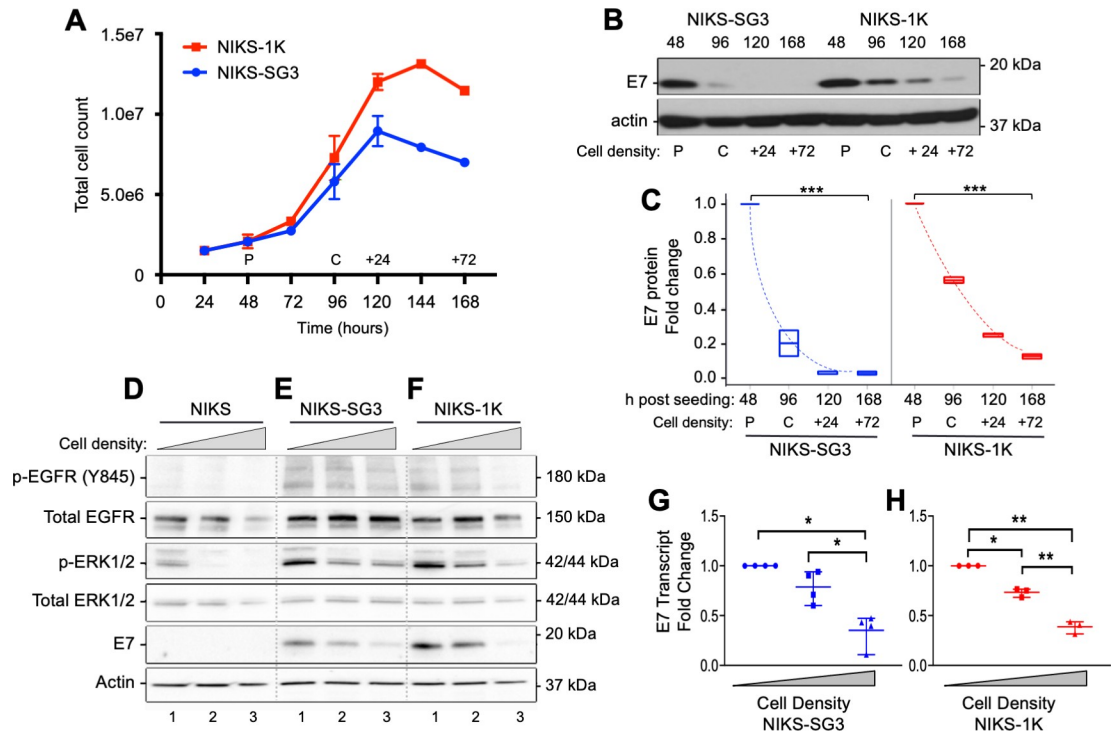 A
1.5e7
1.0e7
5.0e6
0
Total cell count
NIKS-1K
NIKS-SG3
P C +24 +72
0 24 48 72 96 120 144 168
Time (hours)
B
NIKS-SG3 NIKS-1K
48 96 120 168 48 96 120 168
E7
20 kDa
actin
37 kDa
Cell density: P C +24 +72 P C + 24 +72
C
*** ***
E7 protein
Fold change
1.0
0.6
0.4
0.2
0.0
h post seeding: 48 96 120 168 48 96 120 168
Cell density: P C +24 +72 P C +24 +72
NIKS-SG3 NIKS-1K
D E F
NIKS NIKS-SG3 NIKS-1K
Cell density:
p-EGFR (Y845) 180 kDa
Total EGFR 150 kDa
p-ERK1/2 42/44 kDa
Total ERK1/2 42/44 kDa
E7 20 kDa
Actin 37 kDa
1 2 3 1 2 3 1 2 3
G
E7 Transcript
Fold Change
1.5
1.0
0.5
0.0
*
*
Cell Density
NIKS-SG3
H
1.5
1.0
0.5
0.0
**
*
**
Cell Density
NIKS-1K